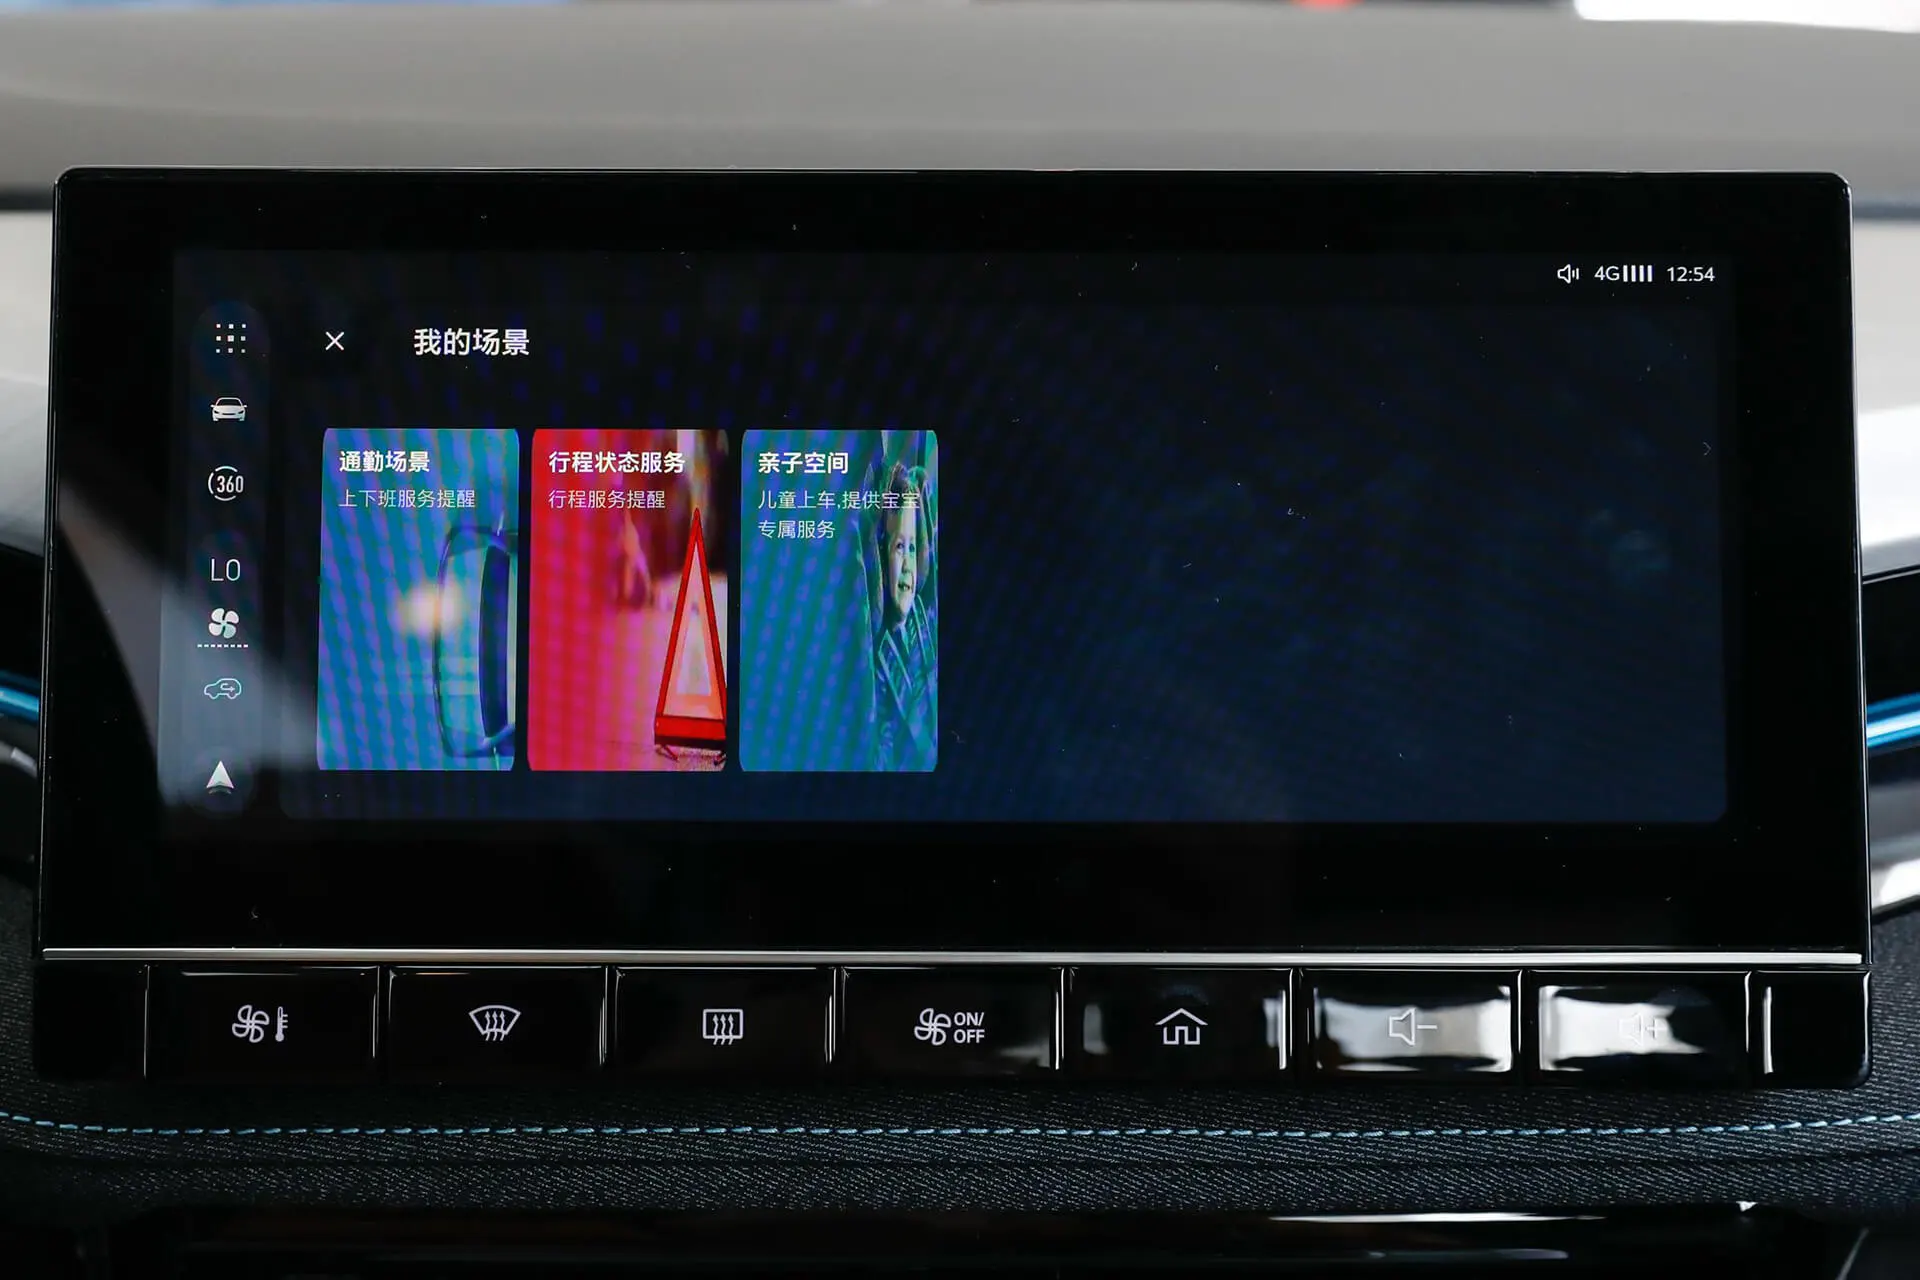 4G 12:54
我的场景
360
LO
通勤场景
上下班服务提醒
行程状态服务
行程服务提醒
亲子空间
儿童上车,提供宝宝
专属服务
ON/
OFF